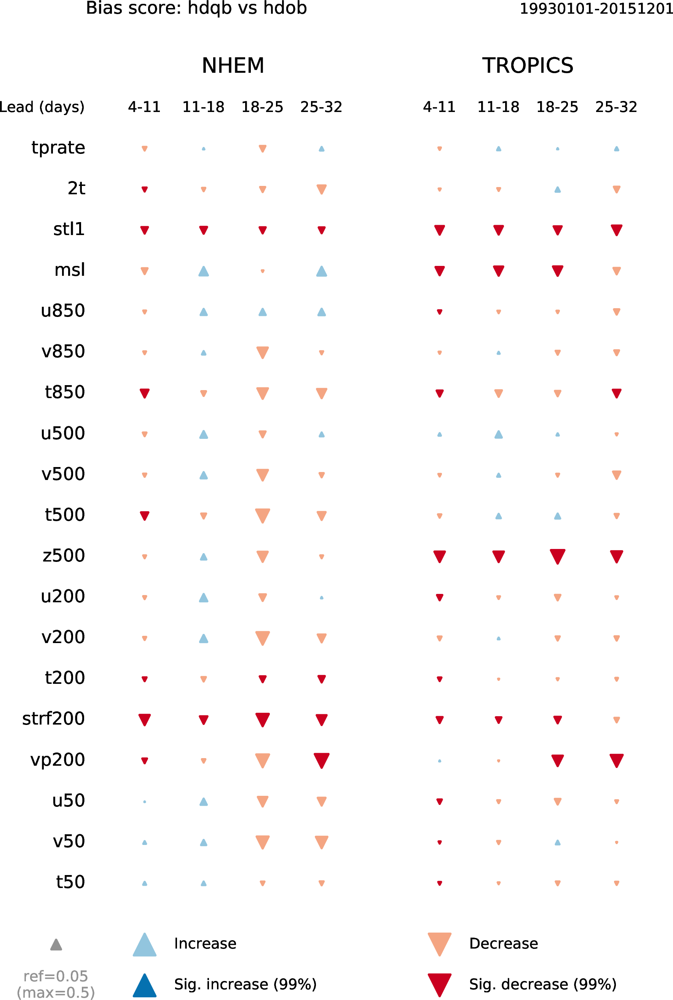 Bias score: hdqb vs hdob 19930101-20151201
NHEM TROPICS
Lead (days) 4-11 11-18 18-25 25-32 4-11 11-18 18-25 25-32
tprate
2t
stl1
msl
u850
v850
t850
u500
v500
t500
z500
u200
v200
t200
strf200
vp200
u50
v50
t50
Increase Decrease
ref=0.05
(max=0.5)
Sig. increase (99%) Sig. decrease (99%)